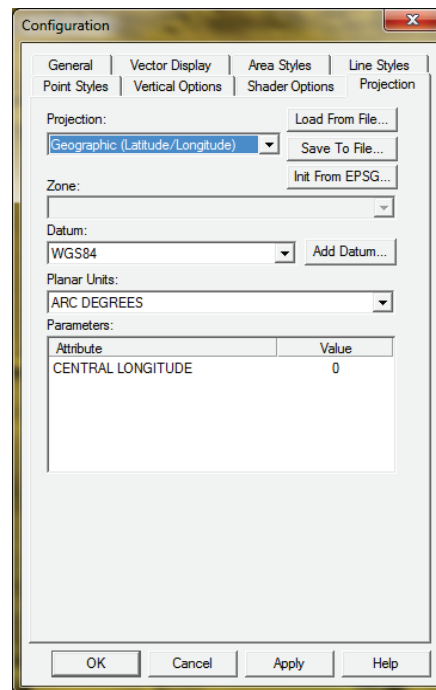 Configuration
General Vector Display Area Styles Line Styles
Point Styles Vertical Options Shader Options Projection
Projection: Load From File...
Geographic (Latitude/Longitude) Save To File...
Init From EPSG...
Zone:
Datum:
WGS84 Add Datum...
Planar Units:
ARC DEGREES
Parameters:
Attribute Value
CENTRAL LONGITUDE 0
OK Cancel Apply Help